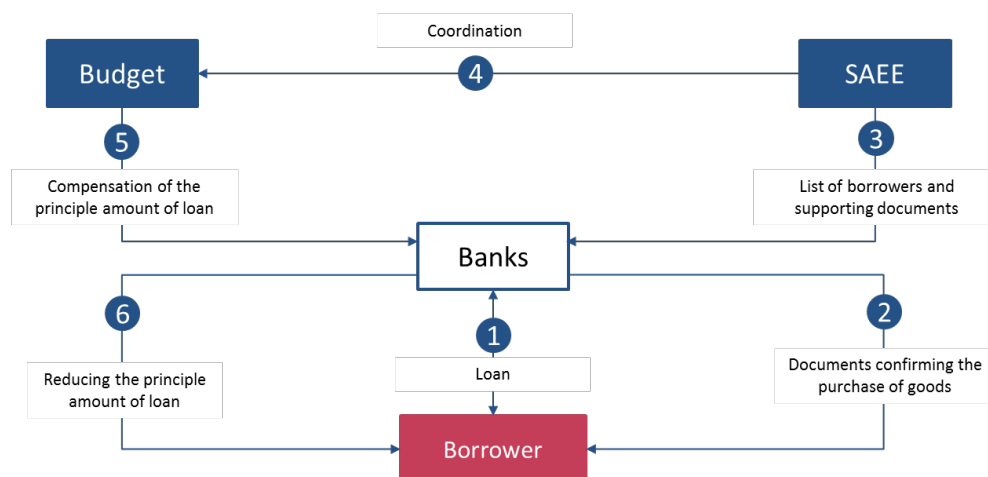 Coordination
Budget
4
SAEE
5
3
Compensation of the
principle amount of loan
List of borrowers and
supporting documents
Banks
6
1
2
Reducing the principle
amount of loan
Loan
Documents confirming the
purchase of goods
Borrower